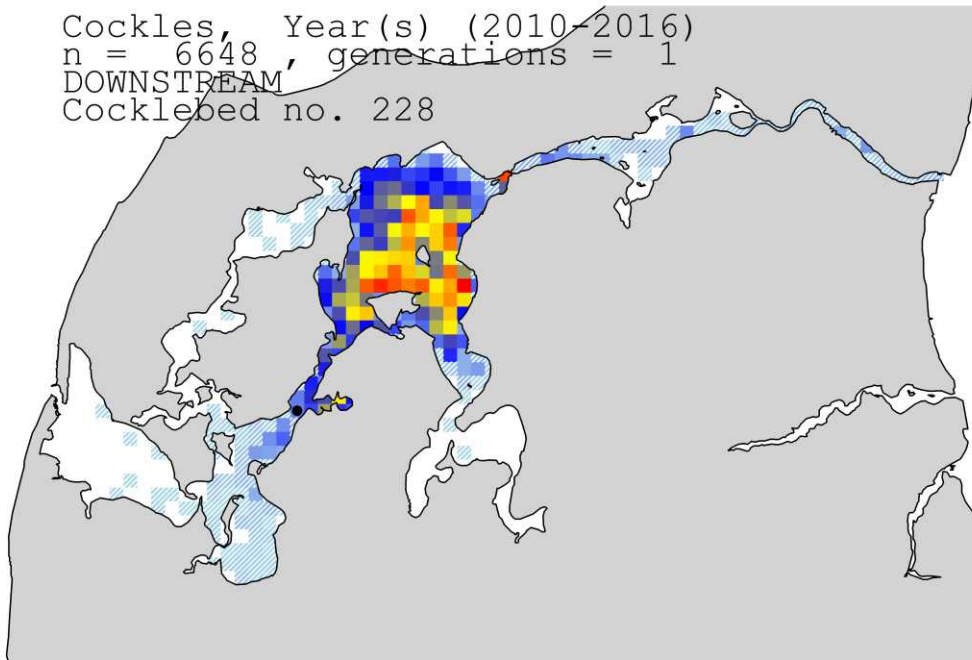 Cockles, Year(s) (2010-2016)
n = 6648 , generations = 1
DOWNSTREAM
Cocklebed no. 228